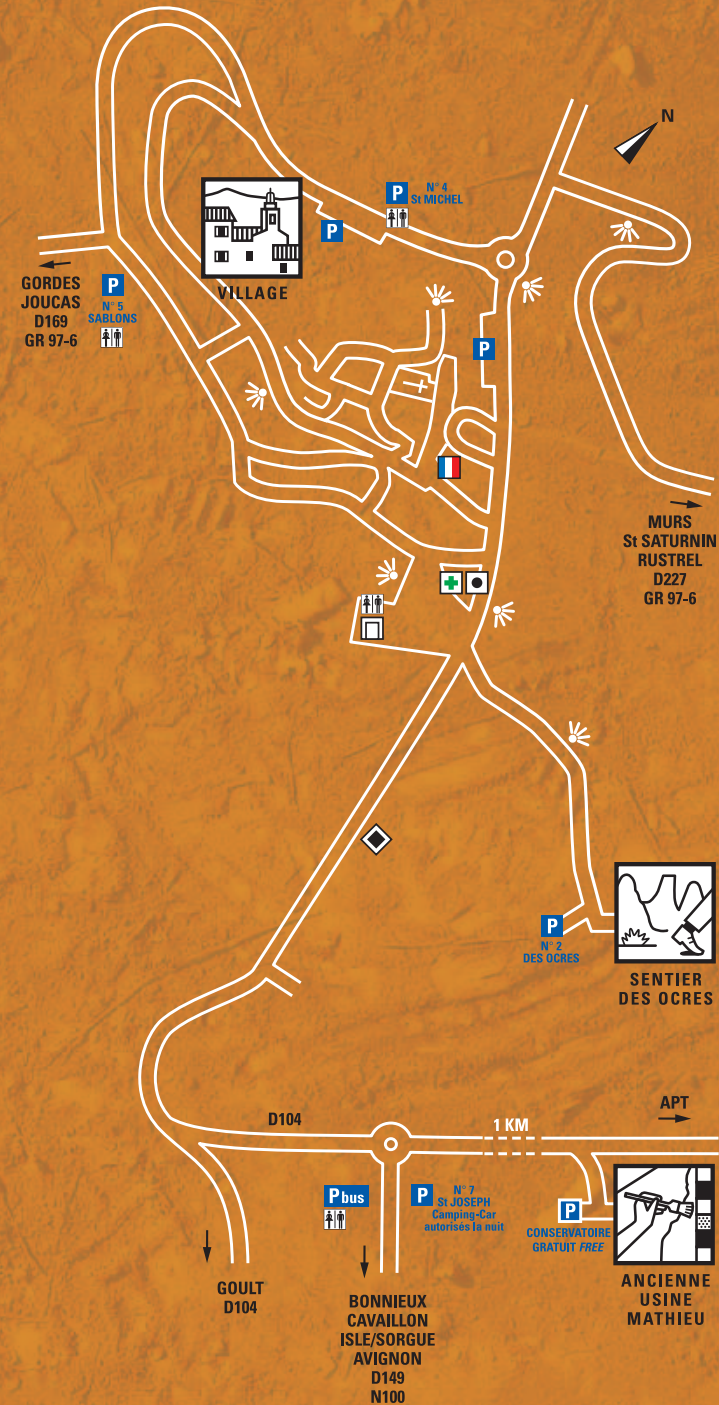 N
P
N° 4
St MICHEL
P
VILLAGE
GORDES
JOUCAS
D169
GR 97-6
P
N° 5
SABLONS
P
MURS
St SATURNIN
RUSTREL
D227
GR 97-6
P
N° 2
DES OCRES
SENTIER
DES OCRES
D104
1 KM
APT
P bus
P
N° 7
St JOSEPH
Camping-Car
autorisés la nuit
P
CONSERVATOIRE
GRATUIT FREE
ANCIENNE
USINE
MATHIEU
GOULT
D104
BONNIEUX
CAVAILLON
ISLE/SORGUE
AVIGNON
D149
N100